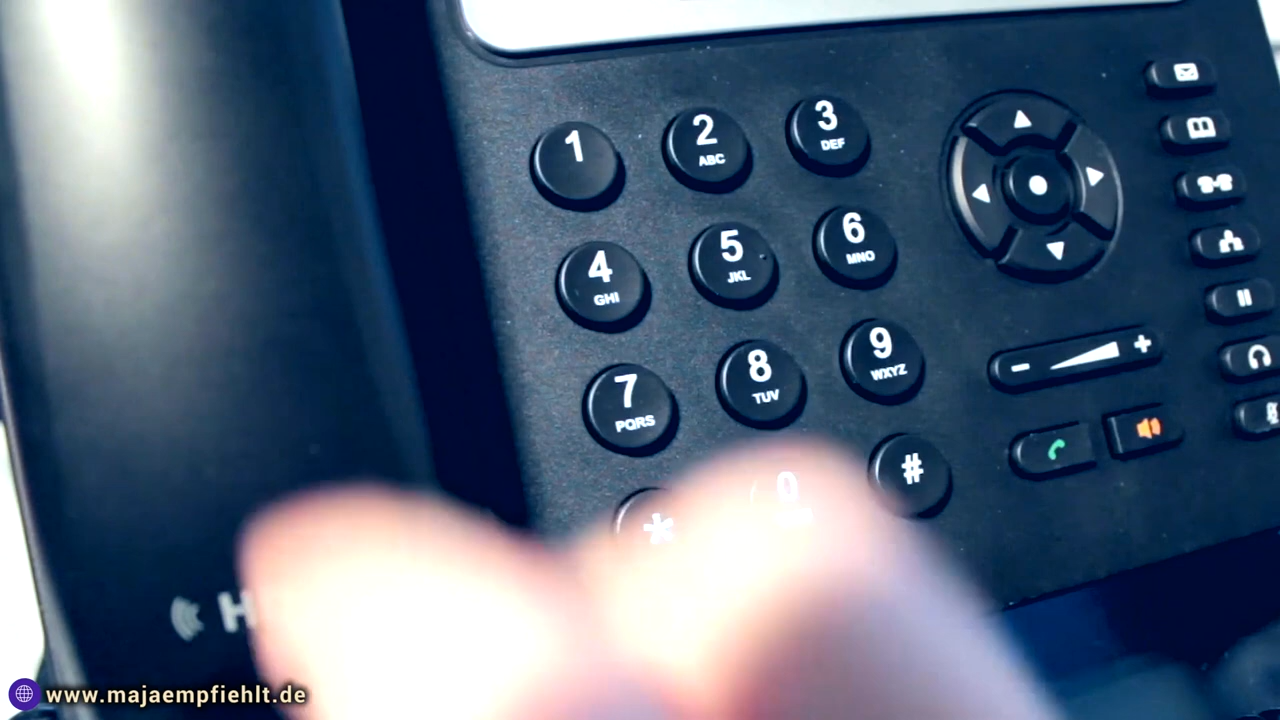 1 2 ABC 3 DEF
4 GHI 5 JKL 6 MNO
7 PQRS 8 TUV 9 WXYZ
* 0 #
− +
H
www.majaempfiehlt.de